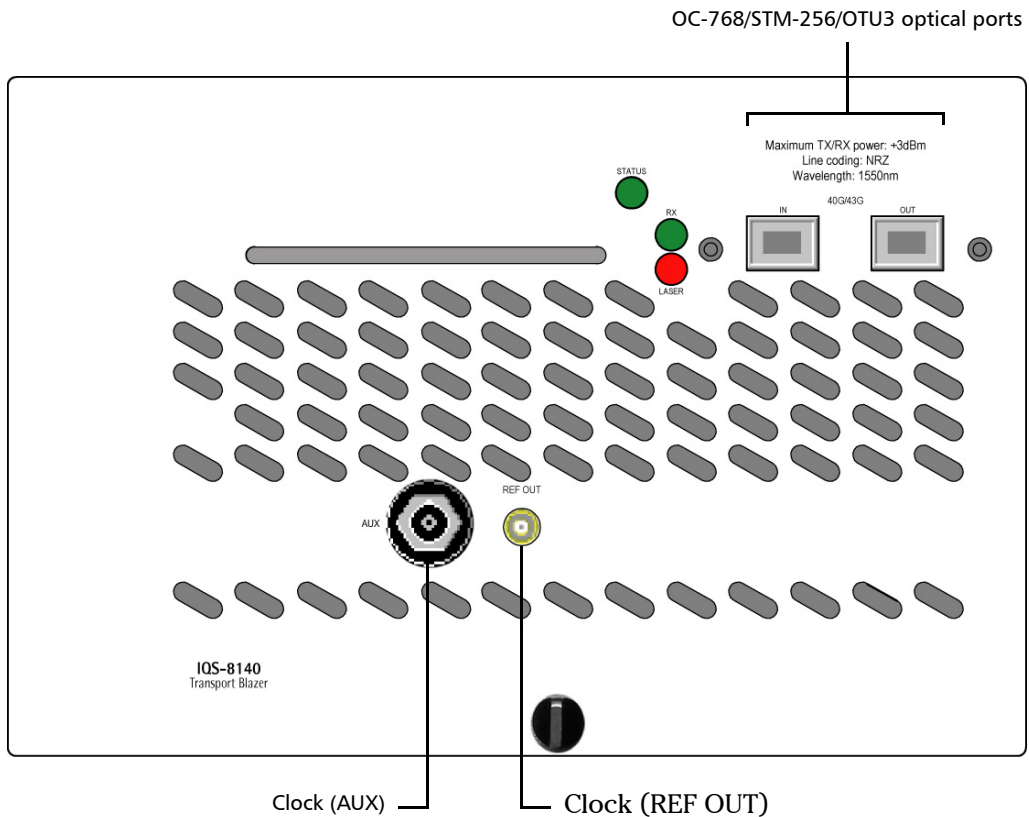 OC-768/STM-256/OTU3 optical ports
Maximum TX/RX power: +3dBm
Line coding: NRZ
Wavelength: 1550nm
40G/43G
IN
OUT
STATUS
RX
LASER
REF OUT
AUX
IQS-8140
Transport Blazer
Clock (AUX)
Clock (REF OUT)